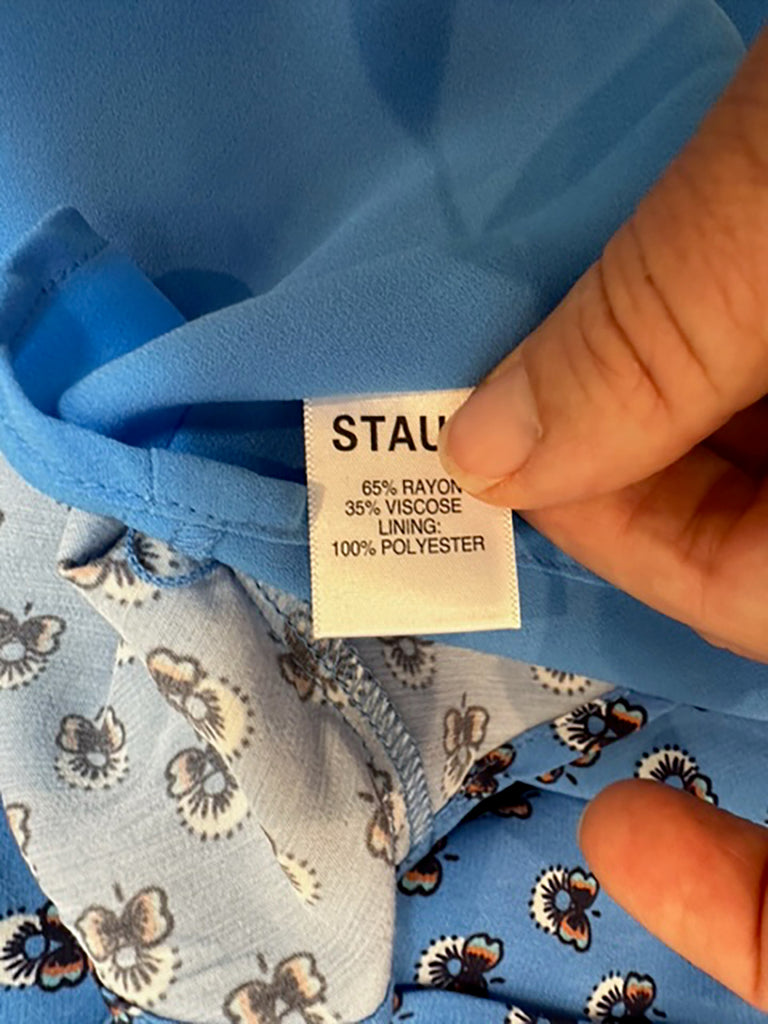 STAU
65% RAYON
35% VISCOSE
LINING:
100% POLYESTER